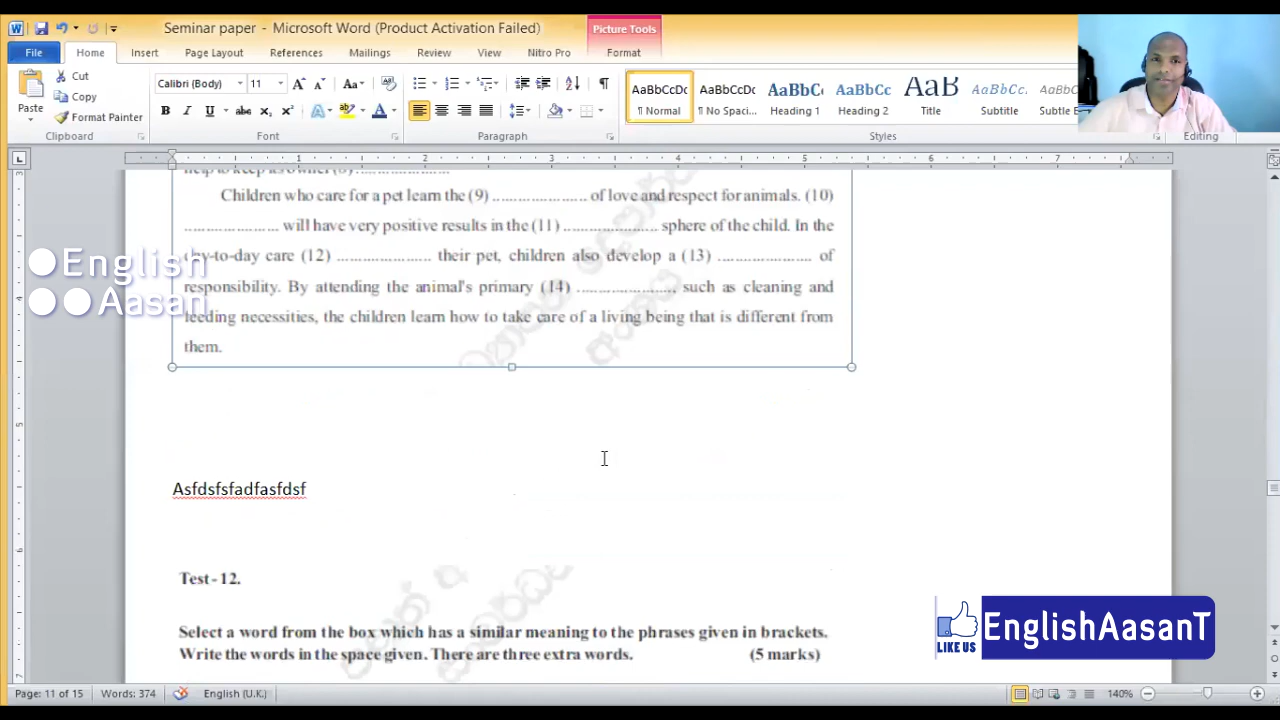 Seminar paper - Microsoft Word (Product Activation Failed)
Picture Tools
File
Home
Insert
Page Layout
References
Mailings
Review
View
Nitro Pro
Format
Paste
Cut
Copy
Format Painter
Clipboard
Calibri (Body)
11
Font
Paragraph
AaBbCcDc
¶ Normal
AaBbCcDc
¶ No Spaci...
AaBbCc
Heading 1
AaBbCc
Heading 2
AaB
Title
AaBbCc.
Subtitle
AaBbCc
Subtle E
Styles
Editing
help to keep its owner (8) .....................
Children who care for a pet learn the (9) ..................... of love and respect for animals. (10)
..................... will have very positive results in the (11) ..................... sphere of the child. In the
-to-day care (12) ..................... their pet, children also develop a (13) ..................... of
responsibility. By attending the animal's primary (14) ....................., such as cleaning and
feeding necessities, the children learn how to take care of a living being that is different from
them.
English
Aasan
Asfdsfsfadfasfdsf
Test - 12.
Select a word from the box which has a similar meaning to the phrases given in brackets.
Write the words in the space given. There are three extra words. (5 marks)
LIKE US
EnglishAasanT
Page: 11 of 15
Words: 374
English (U.K.)
140%